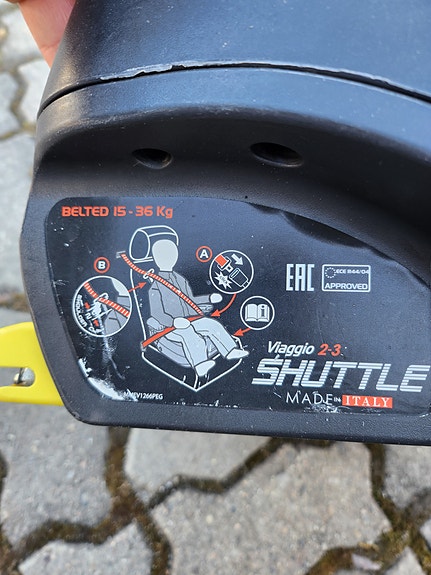 BELTED 15 - 36 Kg
A
B
EAC
ECE R44/04
APPROVED
Viaggio 2-3
SHUTTLE
MADE IN ITALY